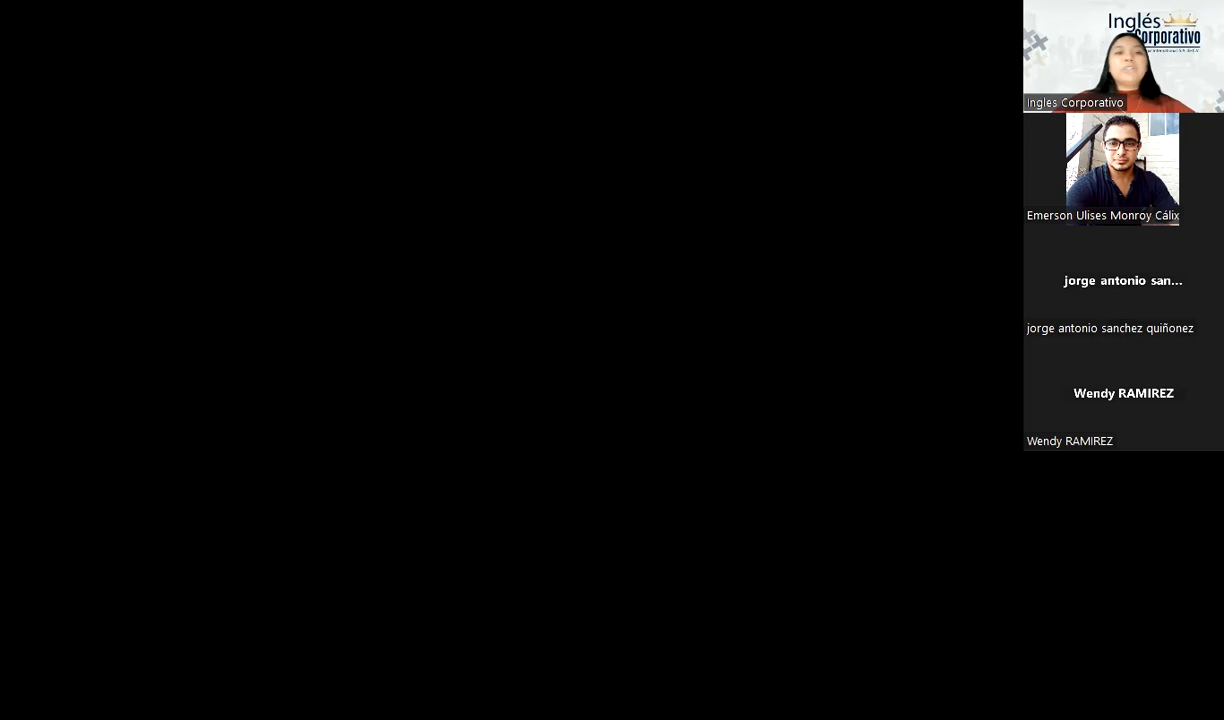 Inglés
Corporativo
Ingles Corporativo
Emerson Ulises Monroy Cálix
jorge antonio san...
jorge antonio sanchez quiñonez
Wendy RAMIREZ
Wendy RAMIREZ